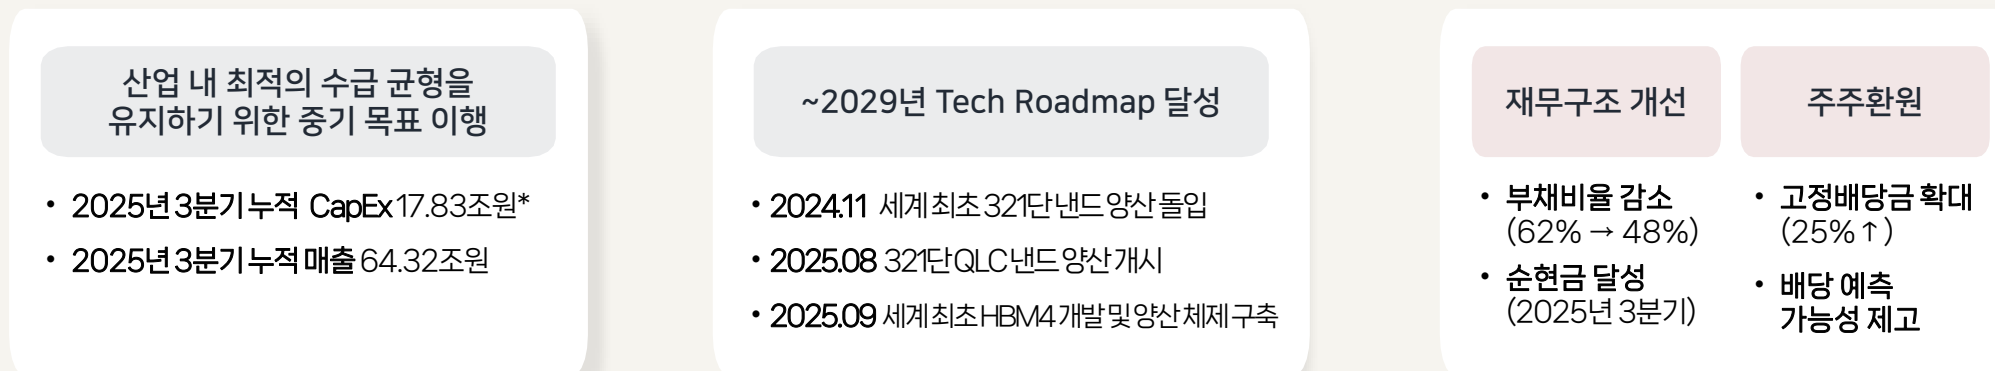 산업 내 최적의 수급 균형을
유지하기 위한 중기 목표 이행
• 2025년 3분기 누적 CapEx 17.83조원*
• 2025년 3분기 누적 매출 64.32조원
~2029년 Tech Roadmap 달성
• 2024.11 세계 최초 321단 낸드 양산 돌입
• 2025.08 321단 QLC 낸드 양산 개시
• 2025.09 세계 최초 HBM4 개발 및 양산 체제 구축
재무구조 개선
• 부채비율 감소
(62% → 48%)
• 순현금 달성
(2025년 3분기)
주주환원
• 고정배당금 확대
(25%↑)
• 배당 예측
가능성 제고